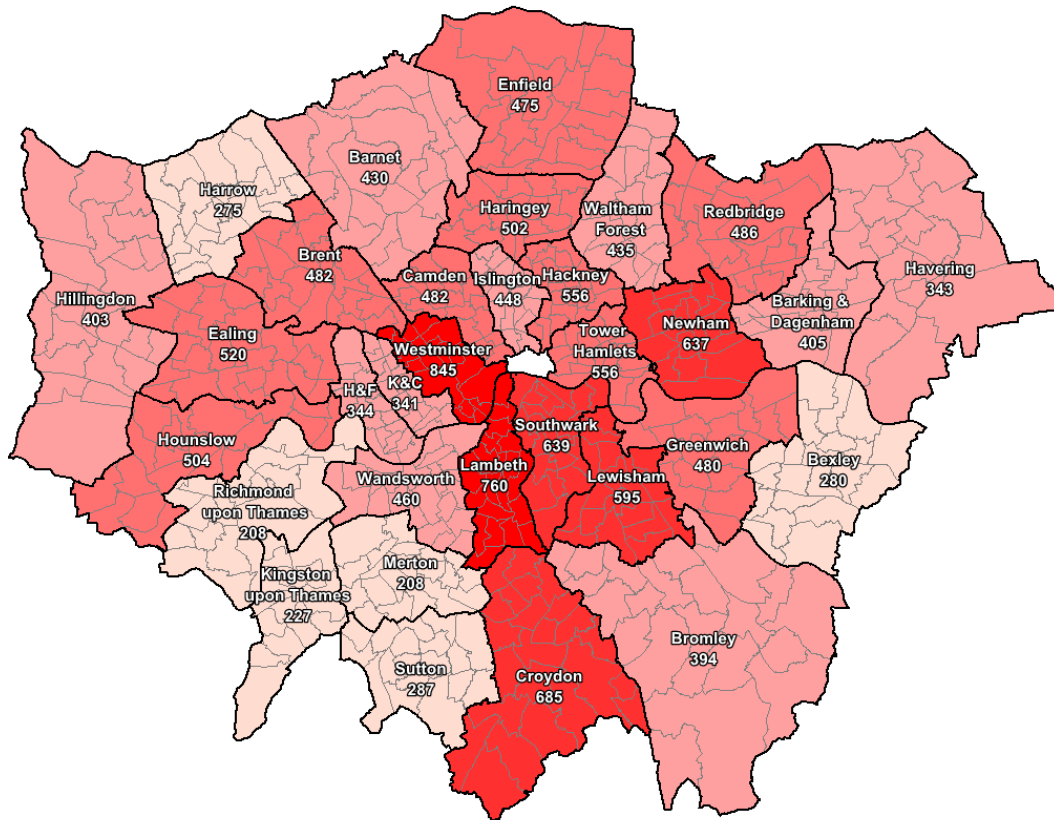 Enfield
475
Barnet
430
Harrow
275
Haringey
502
Waltham
Forest
435
Redbridge
486
Brent
482
Camden
482
Islington
448
Hackney
556
Havering
343
Hillingdon
403
Ealing
520
Westminster
845
Tower
Hamlets
556
Newham
637
Barking &
Dagenham
405
H&F
344
K&C
341
Hounslow
504
Southwark
639
Greenwich
480
Bexley
280
Richmond
upon Thames
208
Wandsworth
460
Lambeth
760
Lewisham
595
Kingston
upon Thames
227
Merton
208
Sutton
287
Croydon
685
Bromley
394